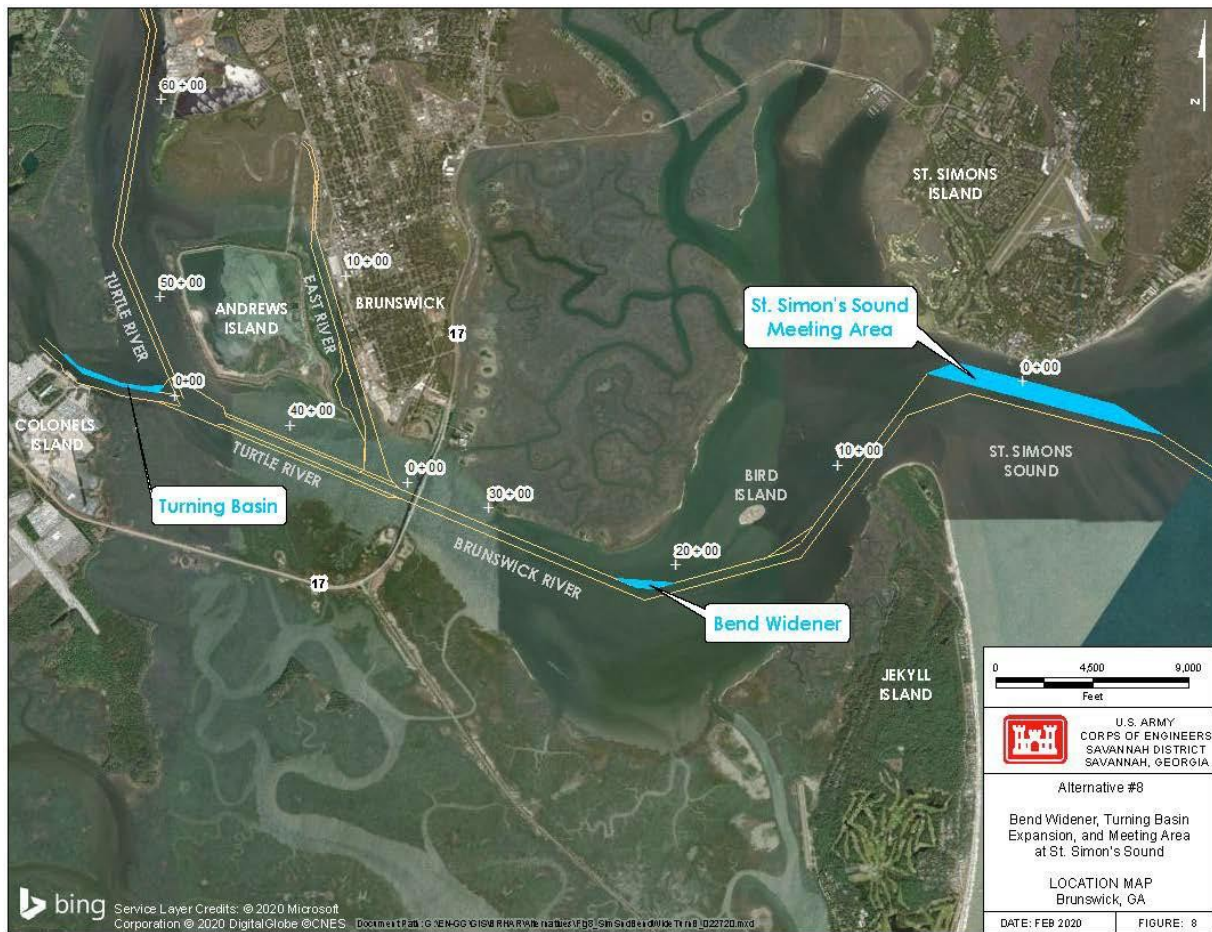 60 + 00
N
ST. SIMONS
ISLAND
10 + 00
BRUNSWICK
50 + 00
TURTLE RIVER
ANDREWS
ISLAND
EAST RIVER
17
St. Simon's Sound
Meeting Area
0+00
0+00
COLONELS
ISLAND
40 + 00
TURTLE RIVER
Turning Basin
0+00
30 + 00
BIRD
ISLAND
10 + 00
ST. SIMONS
SOUND
20 + 00
BRUNSWICK RIVER
17
Bend Widener
JEKYLL
ISLAND
0 4,500 9,000
Feet
U.S. ARMY
CORPS OF ENGINEERS
SAVANNAH DISTRICT
SAVANNAH, GEORGIA
Alternative #8
Bend Widener, Turning Basin
Expansion, and Meeting Area
at St. Simon's Sound
LOCATION MAP
Brunswick, GA
DATE: FEB 2020 FIGURE: 8
bing
Service Layer Credits: © 2020 Microsoft
Corporation © 2020 DigitalGlobe ©CNES
Document Path: